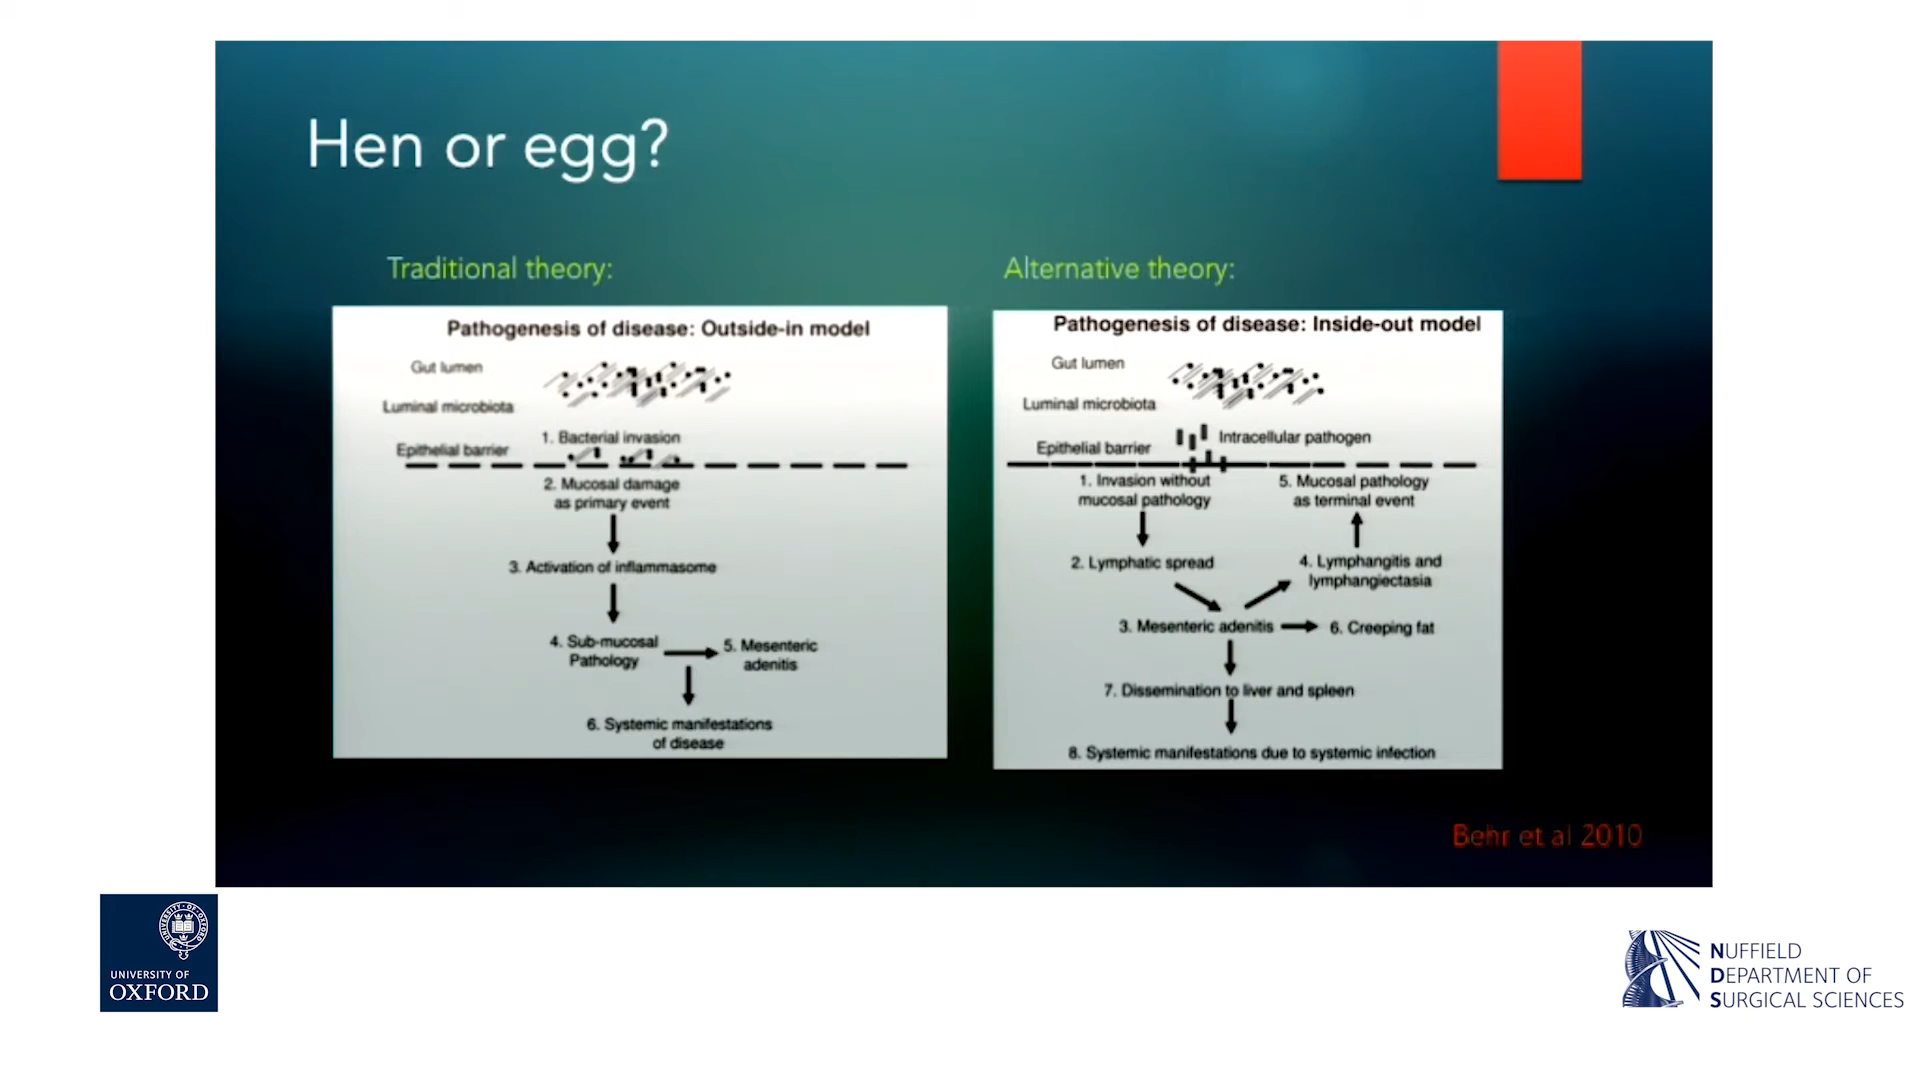 Hen or egg?
Traditional theory:
Pathogenesis of disease: Outside-in model
Gut lumen
Luminal microbiota
1. Bacterial invasion
Epithelial barrier
2. Mucosal damage
as primary event
3. Activation of inflammasome
4. Sub-mucosal
Pathology
5. Mesenteric
adenitis
6. Systemic manifestations
of disease
Alternative theory:
Pathogenesis of disease: Inside-out model
Gut lumen
Luminal microbiota
Intracellular pathogen
Epithelial barrier
1. Invasion without
mucosal pathology
5. Mucosal pathology
as terminal event
2. Lymphatic spread
4. Lymphangitis and
lymphangiectasia
3. Mesenteric adenitis
6. Creeping fat
7. Dissemination to liver and spleen
8. Systemic manifestations due to systemic infection
Behr et al 2010
UNIVERSITY OF
OXFORD
NUFFIELD
DEPARTMENT OF
SURGICAL SCIENCES